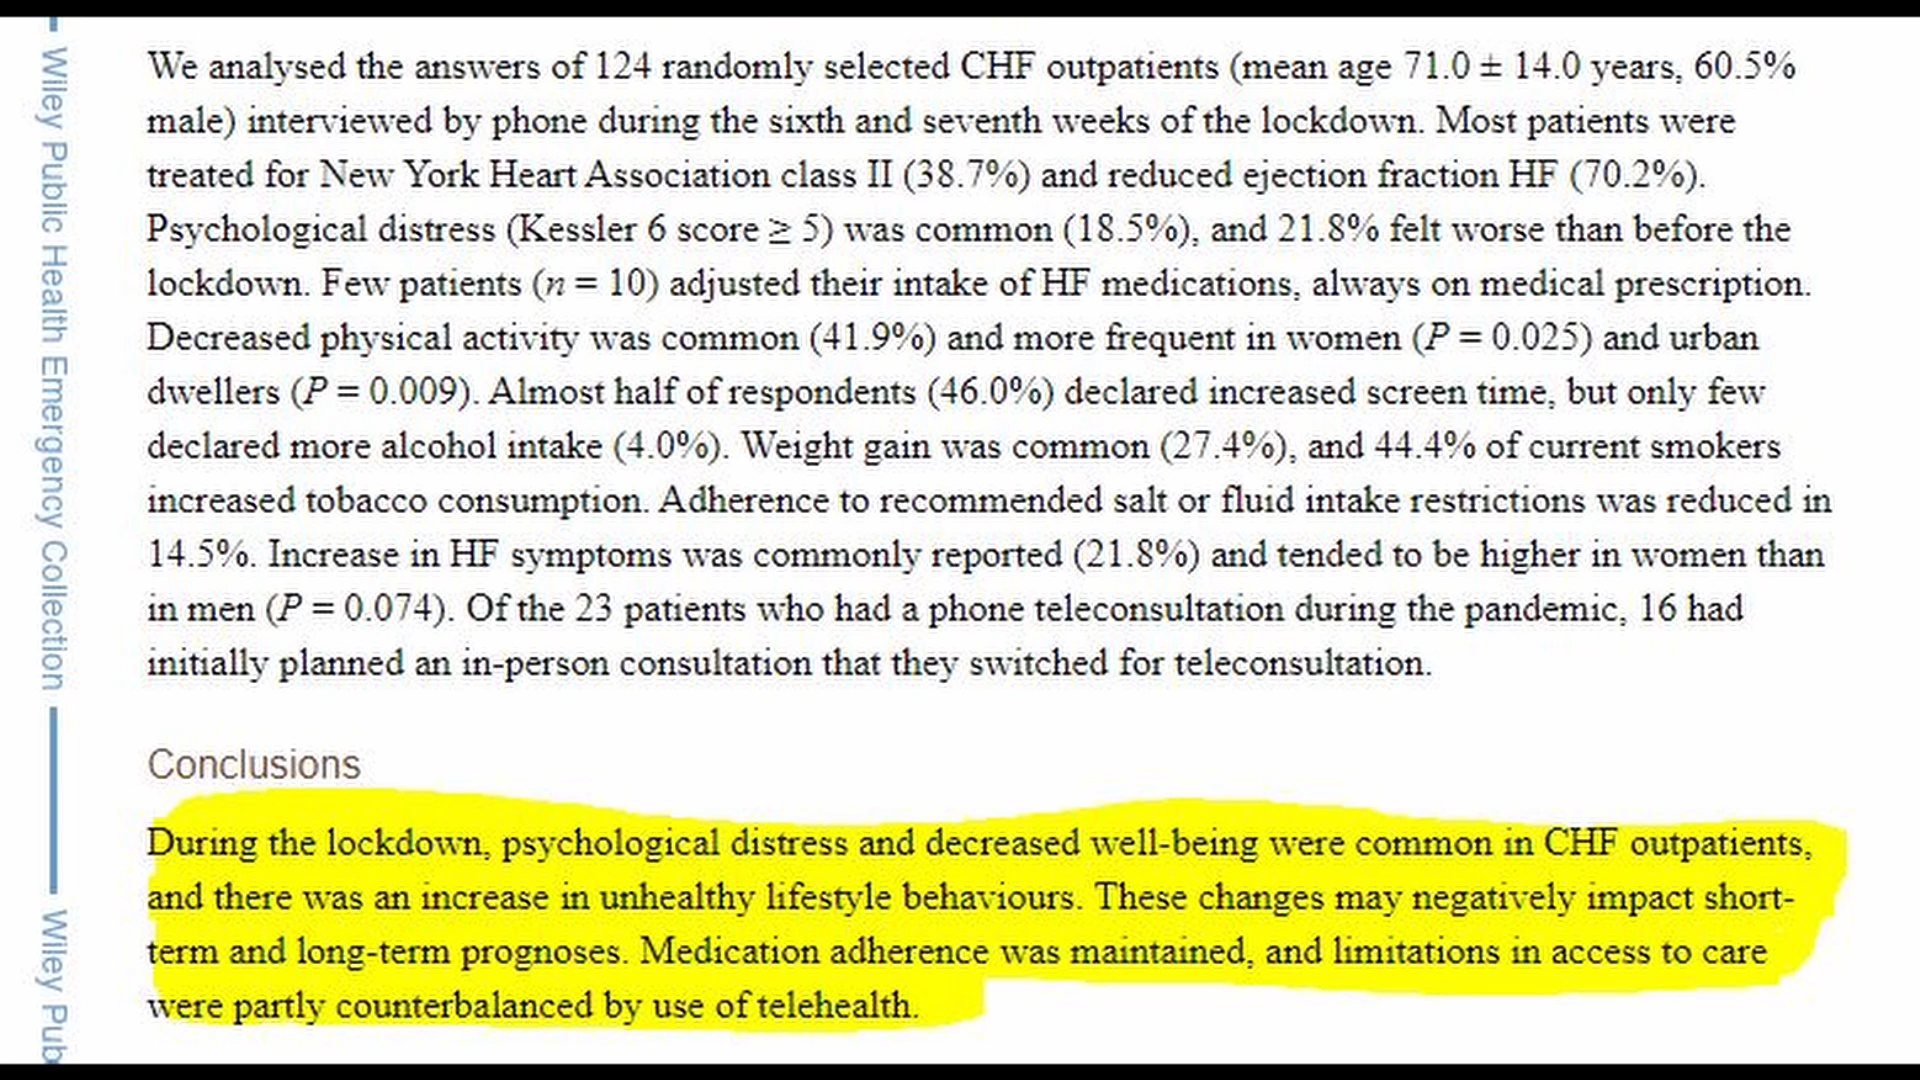 Wiley Public Health Emergency Collection
Wiley Pub
We analysed the answers of 124 randomly selected CHF outpatients (mean age 71.0 ± 14.0 years, 60.5%
male) interviewed by phone during the sixth and seventh weeks of the lockdown. Most patients were
treated for New York Heart Association class II (38.7%) and reduced ejection fraction HF (70.2%).
Psychological distress (Kessler 6 score ≥ 5) was common (18.5%), and 21.8% felt worse than before the
lockdown. Few patients (n = 10) adjusted their intake of HF medications, always on medical prescription.
Decreased physical activity was common (41.9%) and more frequent in women (P = 0.025) and urban
dwellers (P = 0.009). Almost half of respondents (46.0%) declared increased screen time, but only few
declared more alcohol intake (4.0%). Weight gain was common (27.4%), and 44.4% of current smokers
increased tobacco consumption. Adherence to recommended salt or fluid intake restrictions was reduced in
14.5%. Increase in HF symptoms was commonly reported (21.8%) and tended to be higher in women than
in men (P = 0.074). Of the 23 patients who had a phone teleconsultation during the pandemic, 16 had
initially planned an in-person consultation that they switched for teleconsultation.
Conclusions
During the lockdown, psychological distress and decreased well-being were common in CHF outpatients,
and there was an increase in unhealthy lifestyle behaviours. These changes may negatively impact short-
term and long-term prognoses. Medication adherence was maintained, and limitations in access to care
were partly counterbalanced by use of telehealth.